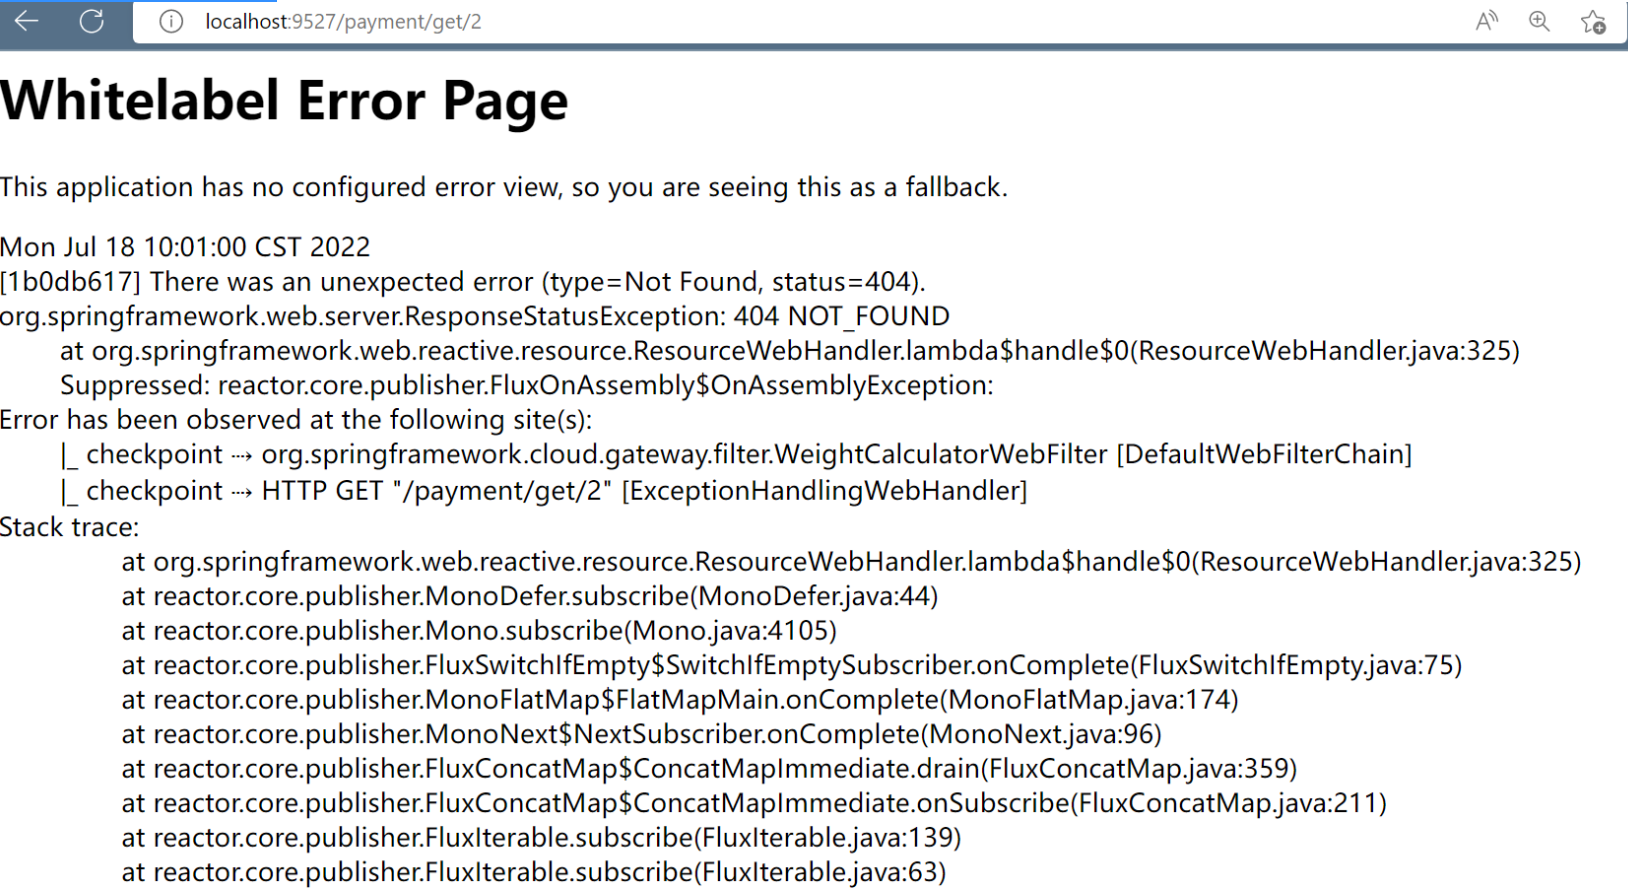 localhost:9527/payment/get/2
Whitelabel Error Page
This application has no configured error view, so you are seeing this as a fallback.
Mon Jul 18 10:01:00 CST 2022
[1b0db617] There was an unexpected error (type=Not Found, status=404).
org.springframework.web.server.ResponseStatusException: 404 NOT_FOUND
at org.springframework.web.reactive.resource.ResourceWebHandler.lambda$handle$0(ResourceWebHandler.java:325)
Suppressed: reactor.core.publisher.FluxOnAssembly$OnAssemblyException:
Error has been observed at the following site(s):
|_ checkpoint ⇢ org.springframework.cloud.gateway.filter.WeightCalculatorWebFilter [DefaultWebFilterChain]
|_ checkpoint ⇢ HTTP GET "/payment/get/2" [ExceptionHandlingWebHandler]
Stack trace:
at org.springframework.web.reactive.resource.ResourceWebHandler.lambda$handle$0(ResourceWebHandler.java:325)
at reactor.core.publisher.MonoDefer.subscribe(MonoDefer.java:44)
at reactor.core.publisher.Mono.subscribe(Mono.java:4105)
at reactor.core.publisher.FluxSwitchIfEmpty$SwitchIfEmptySubscriber.onComplete(FluxSwitchIfEmpty.java:75)
at reactor.core.publisher.MonoFlatMap$FlatMapMain.onComplete(MonoFlatMap.java:174)
at reactor.core.publisher.MonoNext$NextSubscriber.onComplete(MonoNext.java:96)
at reactor.core.publisher.FluxConcatMap$ConcatMapImmediate.drain(FluxConcatMap.java:359)
at reactor.core.publisher.FluxConcatMap$ConcatMapImmediate.onSubscribe(FluxConcatMap.java:211)
at reactor.core.publisher.FluxIterable.subscribe(FluxIterable.java:139)
at reactor.core.publisher.FluxIterable.subscribe(FluxIterable.java:63)